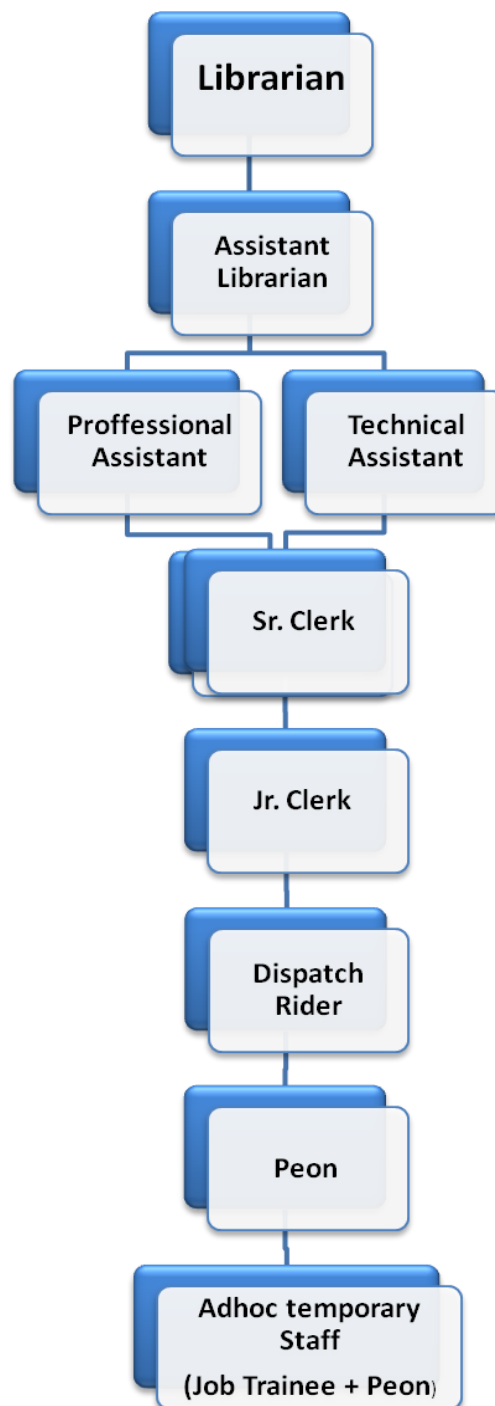 Librarian
Assistant
Librarian
Proffessional
Assistant
Technical
Assistant
Sr. Clerk
Jr. Clerk
Dispatch
Rider
Peon
Adhoc temporary
Staff
(Job Trainee + Peon)